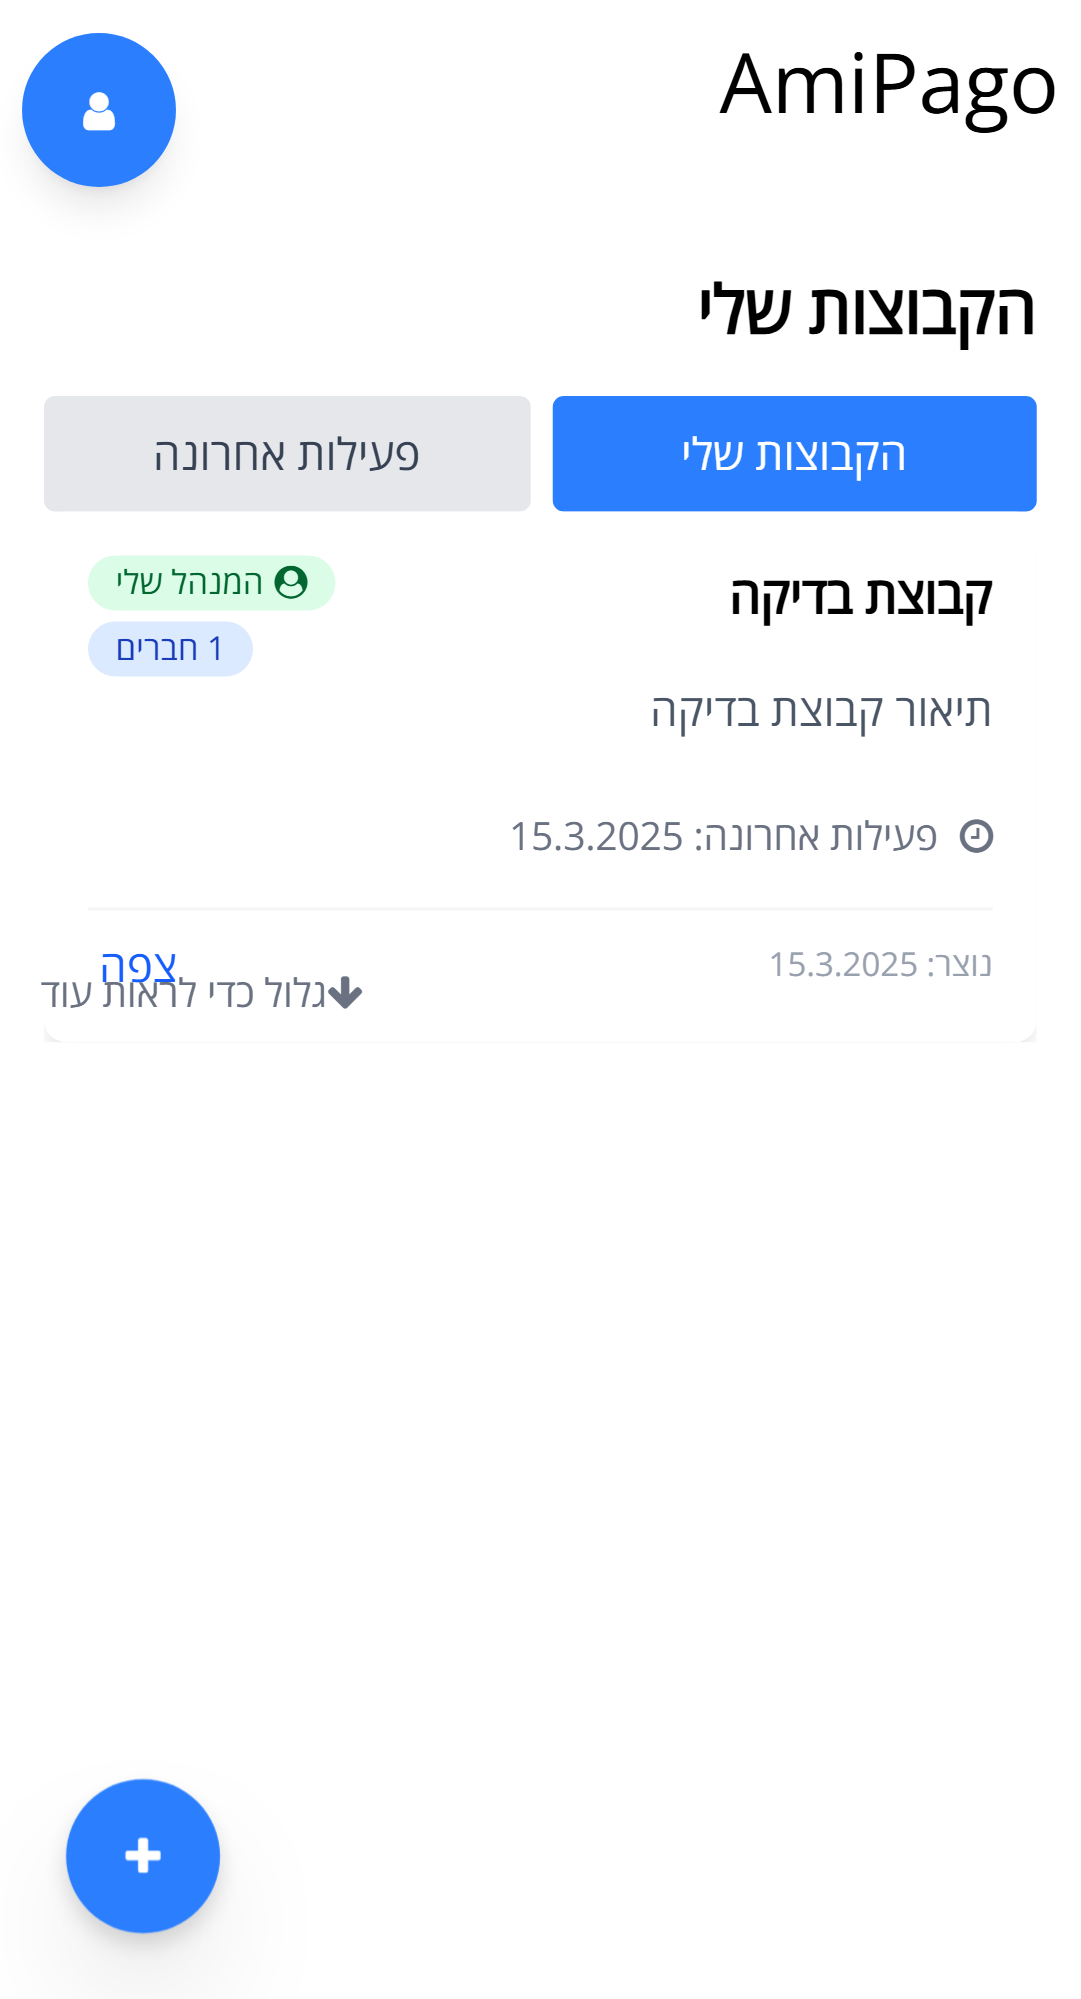 AmiPago
הקבוצות שלי
הקבוצות שלי
פעילות אחרונה
קבוצת בדיקה
המנהל שלי
1 חברים
תיאור קבוצת בדיקה
פעילות אחרונה: 15.3.2025
נוצר: 15.3.2025
צפה
גלול כדי לראות עוד